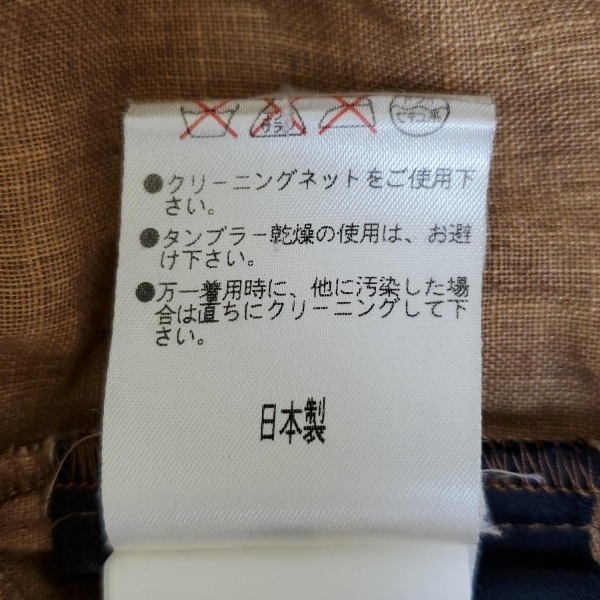 ●クリーニングネットをご使用下
さい。
●タンブラー乾燥の使用は、お避
け下さい。
●万一着用時に、他に汚染した場
合は直ちにクリーニングして下
さい。
日本製